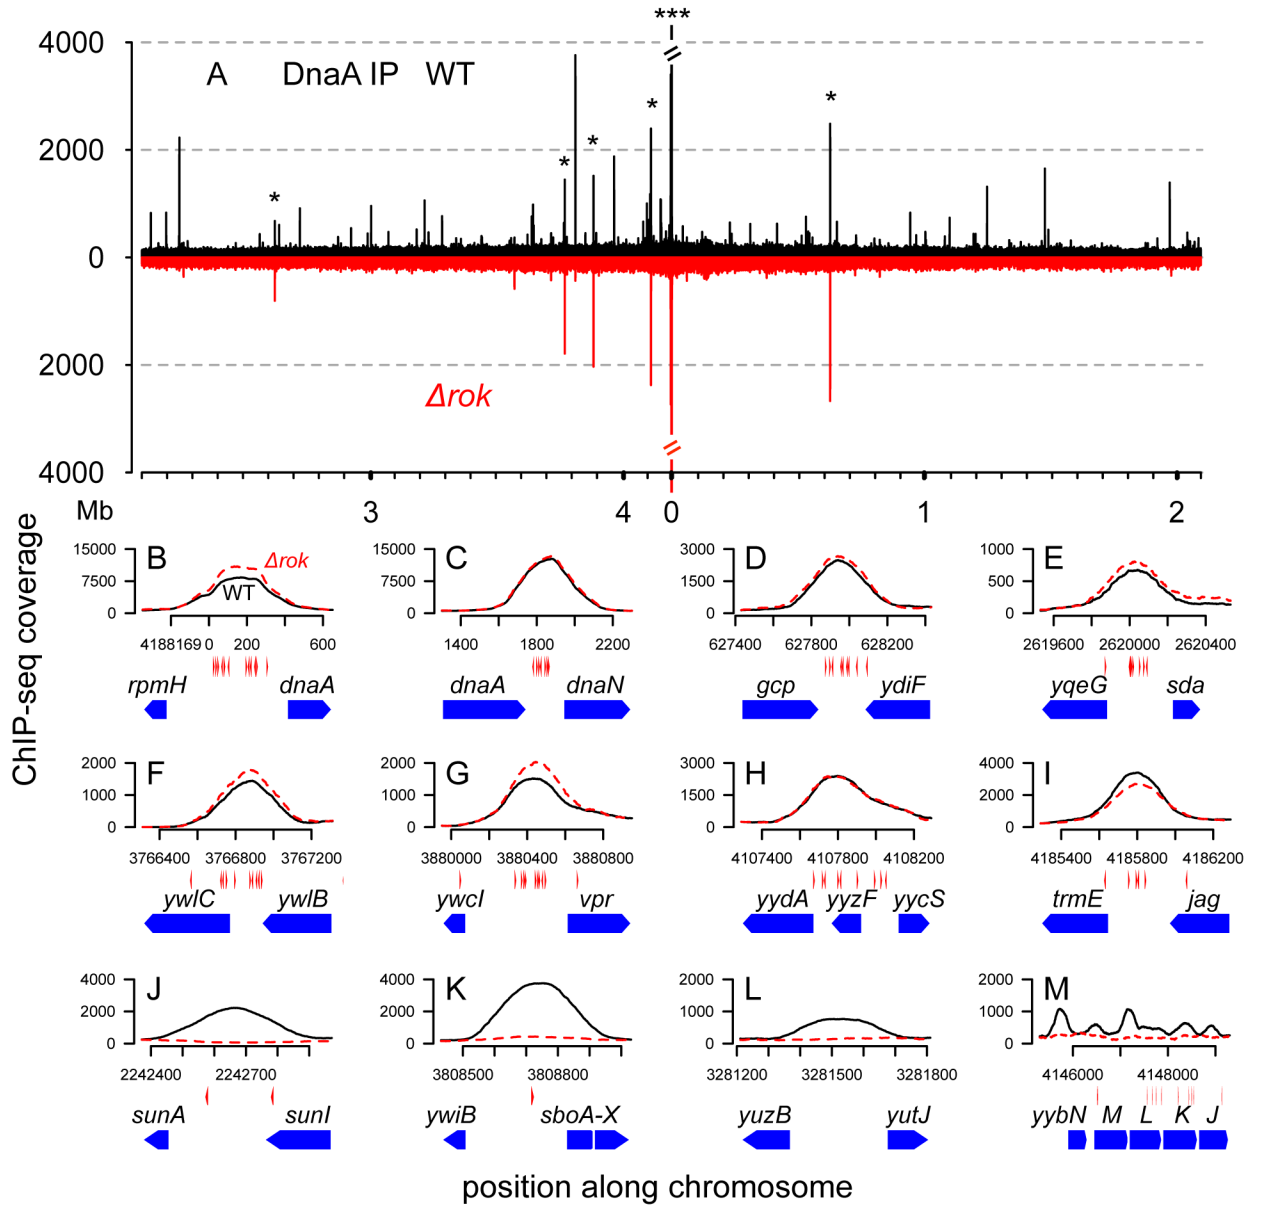 ***
4000
A DnaA IP WT
* * * * *
2000
0
2000
Δrok
4000
Mb 3 4 0 1 2
ChIP-seq coverage
B Δrok WT
15000
7500
0
4188169 0 200 600
rpmH dnaA
C
15000
7500
0
1400 1800 2200
dnaA dnaN
D
3000
1500
0
627400 627800 628200
gcp ydiF
E
1000
500
0
2619600 2620000 2620400
yqeG sda
F
2000
1000
0
3766400 3766800 3767200
ywlC ywlB
G
2000
1000
0
3880000 3880400 3880800
ywcI vpr
H
3000
1500
0
4107400 4107800 4108200
yydA yyzF yycS
I
4000
2000
0
4185400 4185800 4186200
trmE jag
J
4000
2000
0
2242400 2242700
sunA sunI
K
4000
2000
0
3808500 3808800
ywiB sboA-X
L
4000
2000
0
3281200 3281500 3281800
yuzB yutJ
M
2000
1000
0
4146000 4148000
yybN M L K J
position along chromosome